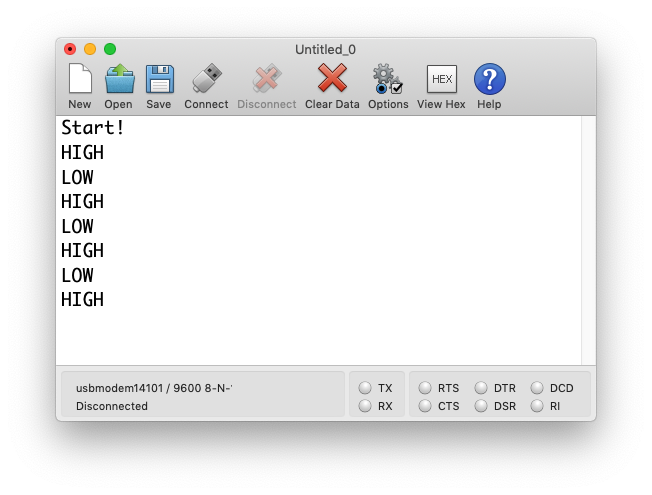 Untitled_0
New Open Save Connect Disconnect Clear Data Options View Hex Help
HEX
Start!
HIGH
LOW
HIGH
LOW
HIGH
LOW
HIGH
usbmodem14101 / 9600 8-N-
Disconnected
TX
RX
RTS DTR DCD
CTS DSR RI